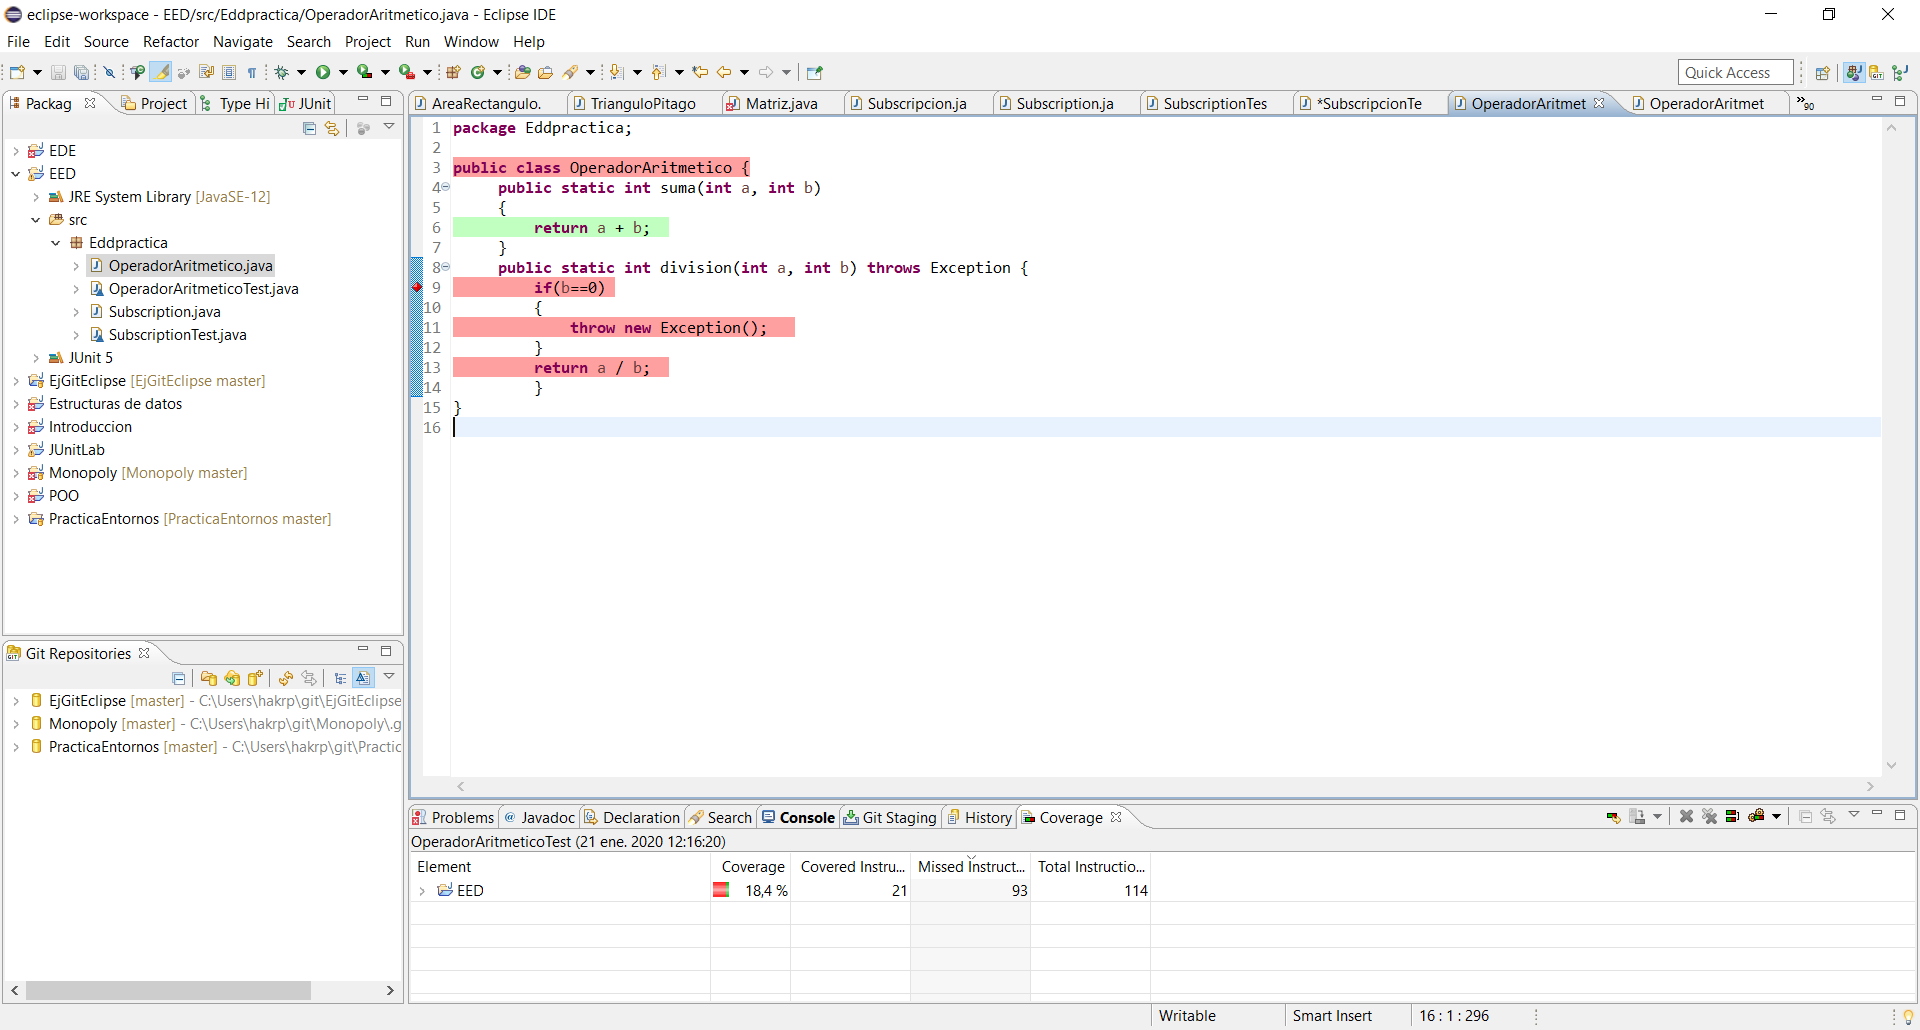 eclipse-workspace - EED/src/Eddpractica/OperadorAritmetico.java - Eclipse IDE
File Edit Source Refactor Navigate Search Project Run Window Help
Quick Access
Packag Project Type Hi JUnit
AreaRectangulo. TrianguloPitago Matriz.java Subscripcion.ja Subscription.ja SubscriptionTes *SubscripcionTe OperadorAritmet OperadorAritmet »90
EDE
EED
JRE System Library [JavaSE-12]
src
Eddpractica
OperadorAritmetico.java
OperadorAritmeticoTest.java
Subscription.java
SubscriptionTest.java
JUnit 5
EjGitEclipse [EjGitEclipse master]
Estructuras de datos
Introduccion
JUnitLab
Monopoly [Monopoly master]
POO
PracticaEntornos [PracticaEntornos master]
1 package Eddpractica;
2
3 public class OperadorAritmetico {
4 public static int suma(int a, int b)
5 {
6 return a + b;
7 }
8 public static int division(int a, int b) throws Exception {
9 if(b==0)
10 {
11 throw new Exception();
12 }
13 return a / b;
14 }
15 }
16
Git Repositories
EjGitEclipse [master] - C:\Users\hakrp\git\EjGitEclipse
Monopoly [master] - C:\Users\hakrp\git\Monopoly\.g
PracticaEntornos [master] - C:\Users\hakrp\git\Practic
Problems @ Javadoc Declaration Search Console Git Staging History Coverage
OperadorAritmeticoTest (21 ene. 2020 12:16:20)
Element Coverage Covered Instru... Missed Instruct... Total Instructio...
EED 18,4 % 21 93 114
Writable Smart Insert 16 : 1 : 296